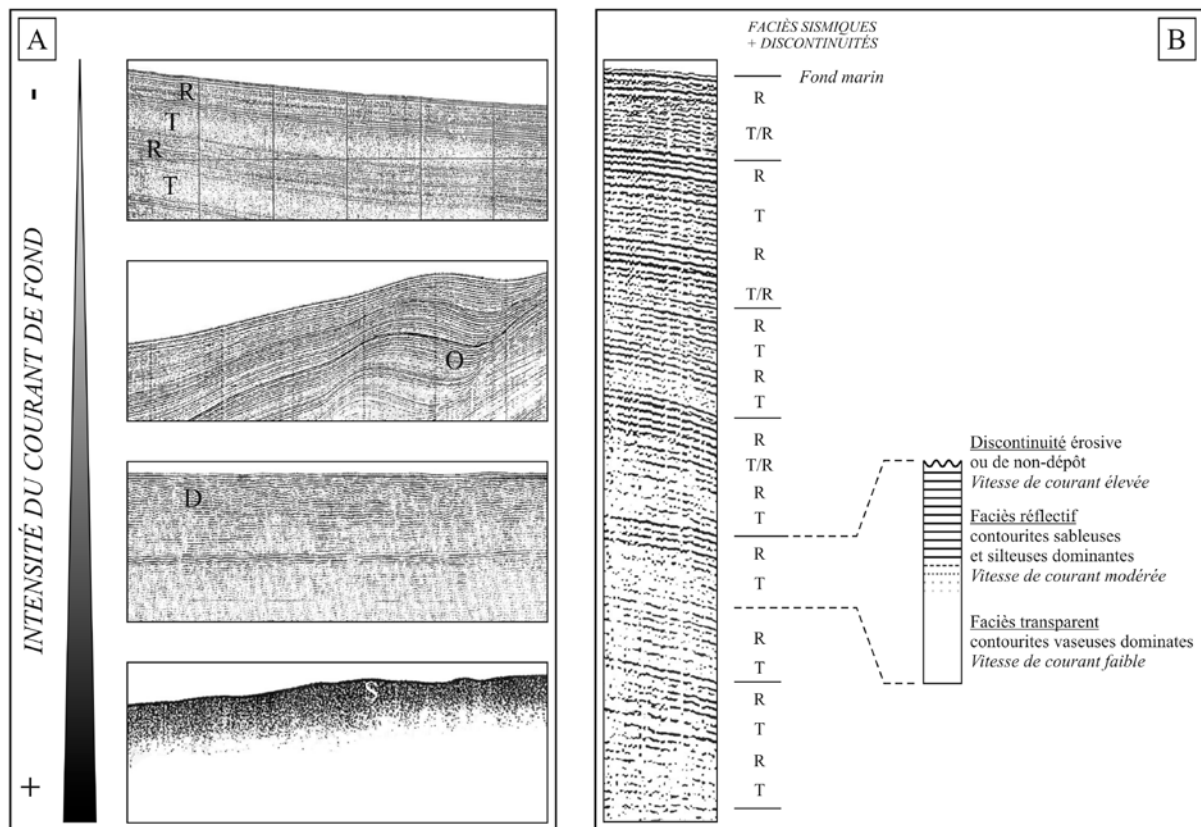 A
-
INTENSITÉ DU COURANT DE FOND
+
R
T
R
T
O
D
S
B
FACIÈS SISMIQUES
+ DISCONTINUITÉS
Fond marin
R
T/R
R
T
R
T/R
R
T
R
T
R
T/R
R
T
R
T
R
T
R
T
R
T
Discontinuité érosive
ou de non-dépôt
Vitesse de courant élevée
Faciès réflectif
contourites sableuses
et silteuses dominantes
Vitesse de courant modérée
Faciès transparent
contourites vaseuses dominates
Vitesse de courant faible